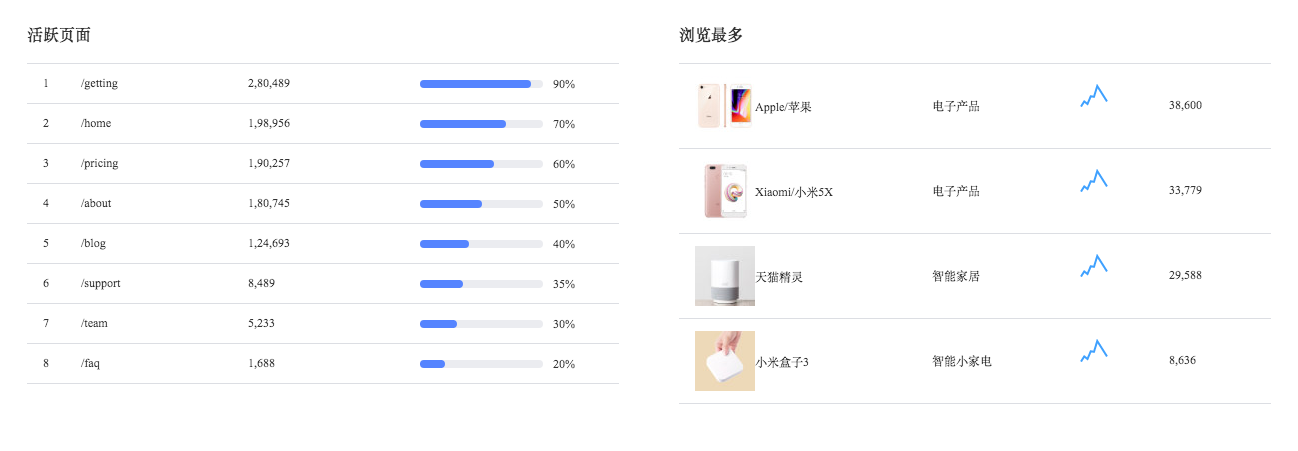 活跃页面
1 /getting 2,80,489 90%
2 /home 1,98,956 70%
3 /pricing 1,90,257 60%
4 /about 1,80,745 50%
5 /blog 1,24,693 40%
6 /support 8,489 35%
7 /team 5,233 30%
8 /faq 1,688 20%
浏览最多
Apple/苹果 电子产品 38,600
Xiaomi/小米5X 电子产品 33,779
天猫精灵 智能家居 29,588
小米盒子3 智能小家电 8,636